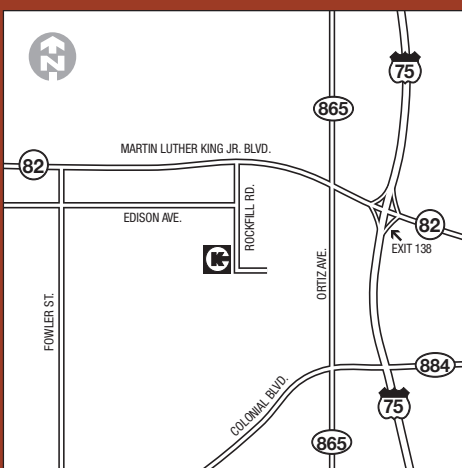 N
75
865
MARTIN LUTHER KING JR. BLVD.
82
EDISON AVE.
ROCKFILL RD.
82
EXIT 138
K
ORTIZ AVE.
FOWLER ST.
884
COLONIAL BLVD.
75
865